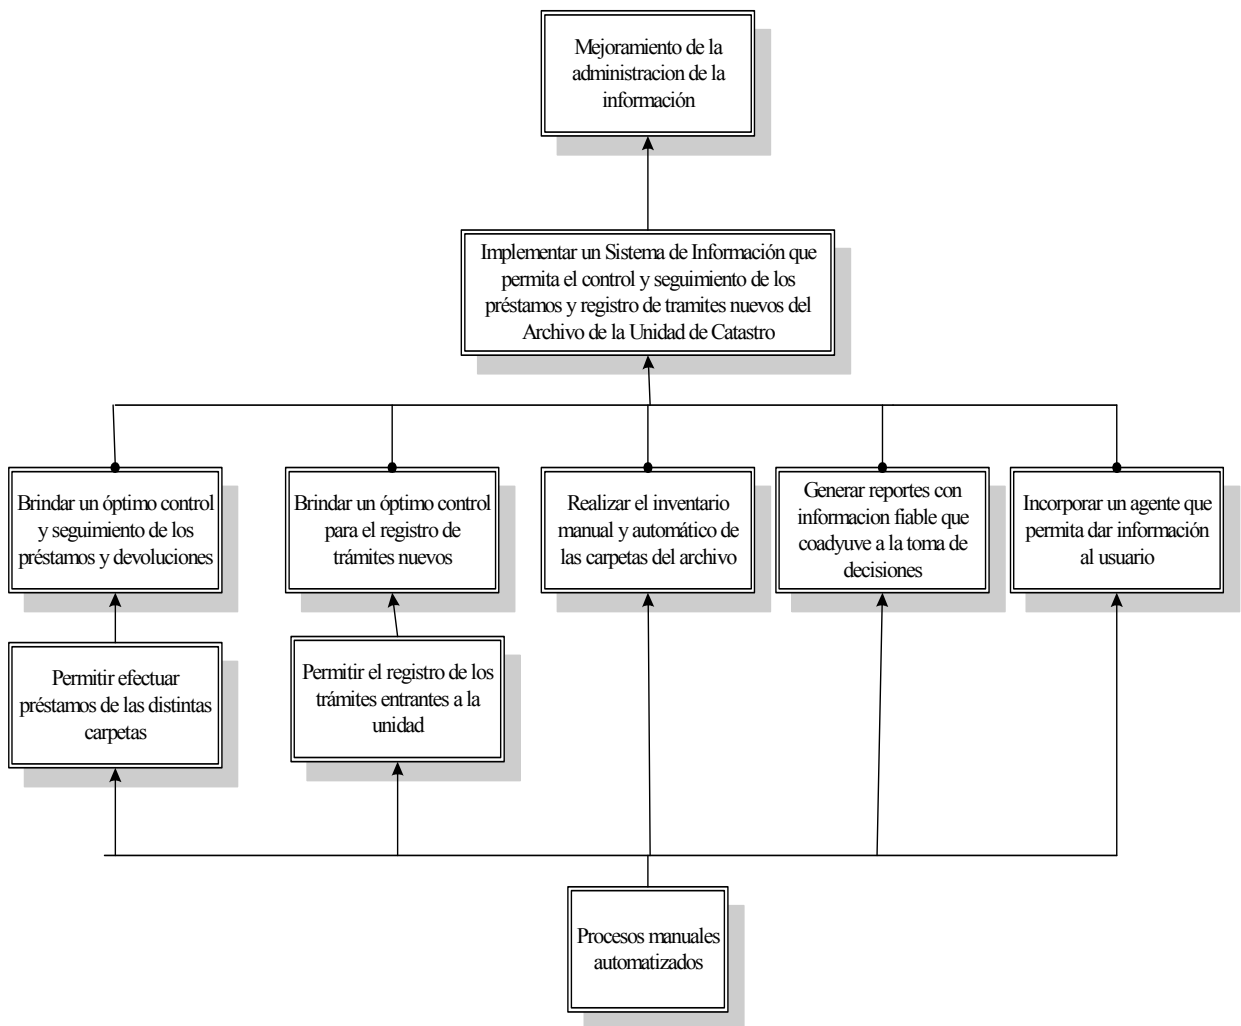 Mejoramiento de la
administracion de la
información
Implementar un Sistema de Información que
permita el control y seguimiento de los
préstamos y registro de tramites nuevos del
Archivo de la Unidad de Catastro
Brindar un óptimo control
y seguimiento de los
préstamos y devoluciones
Brindar un óptimo control
para el registro de
trámites nuevos
Realizar el inventario
manual y automático de
las carpetas del archivo
Generar reportes con
informacion fiable que
coadyuve a la toma de
decisiones
Incorporar un agente que
permita dar información
al usuario
Permitir efectuar
préstamos de las distintas
carpetas
Permitir el registro de los
trámites entrantes a la
unidad
Procesos manuales
automatizados